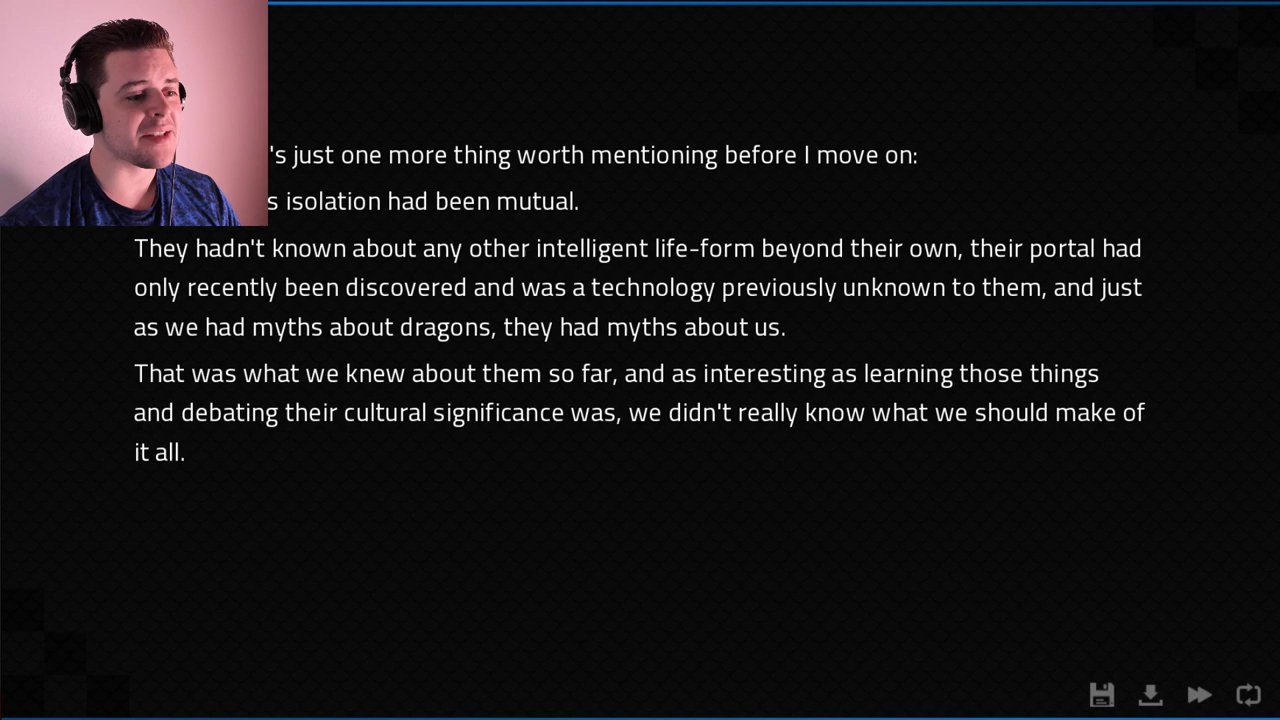 's just one more thing worth mentioning before I move on:
s isolation had been mutual.
They hadn't known about any other intelligent life-form beyond their own, their portal had
only recently been discovered and was a technology previously unknown to them, and just
as we had myths about dragons, they had myths about us.
That was what we knew about them so far, and as interesting as learning those things
and debating their cultural significance was, we didn't really know what we should make of
it all.